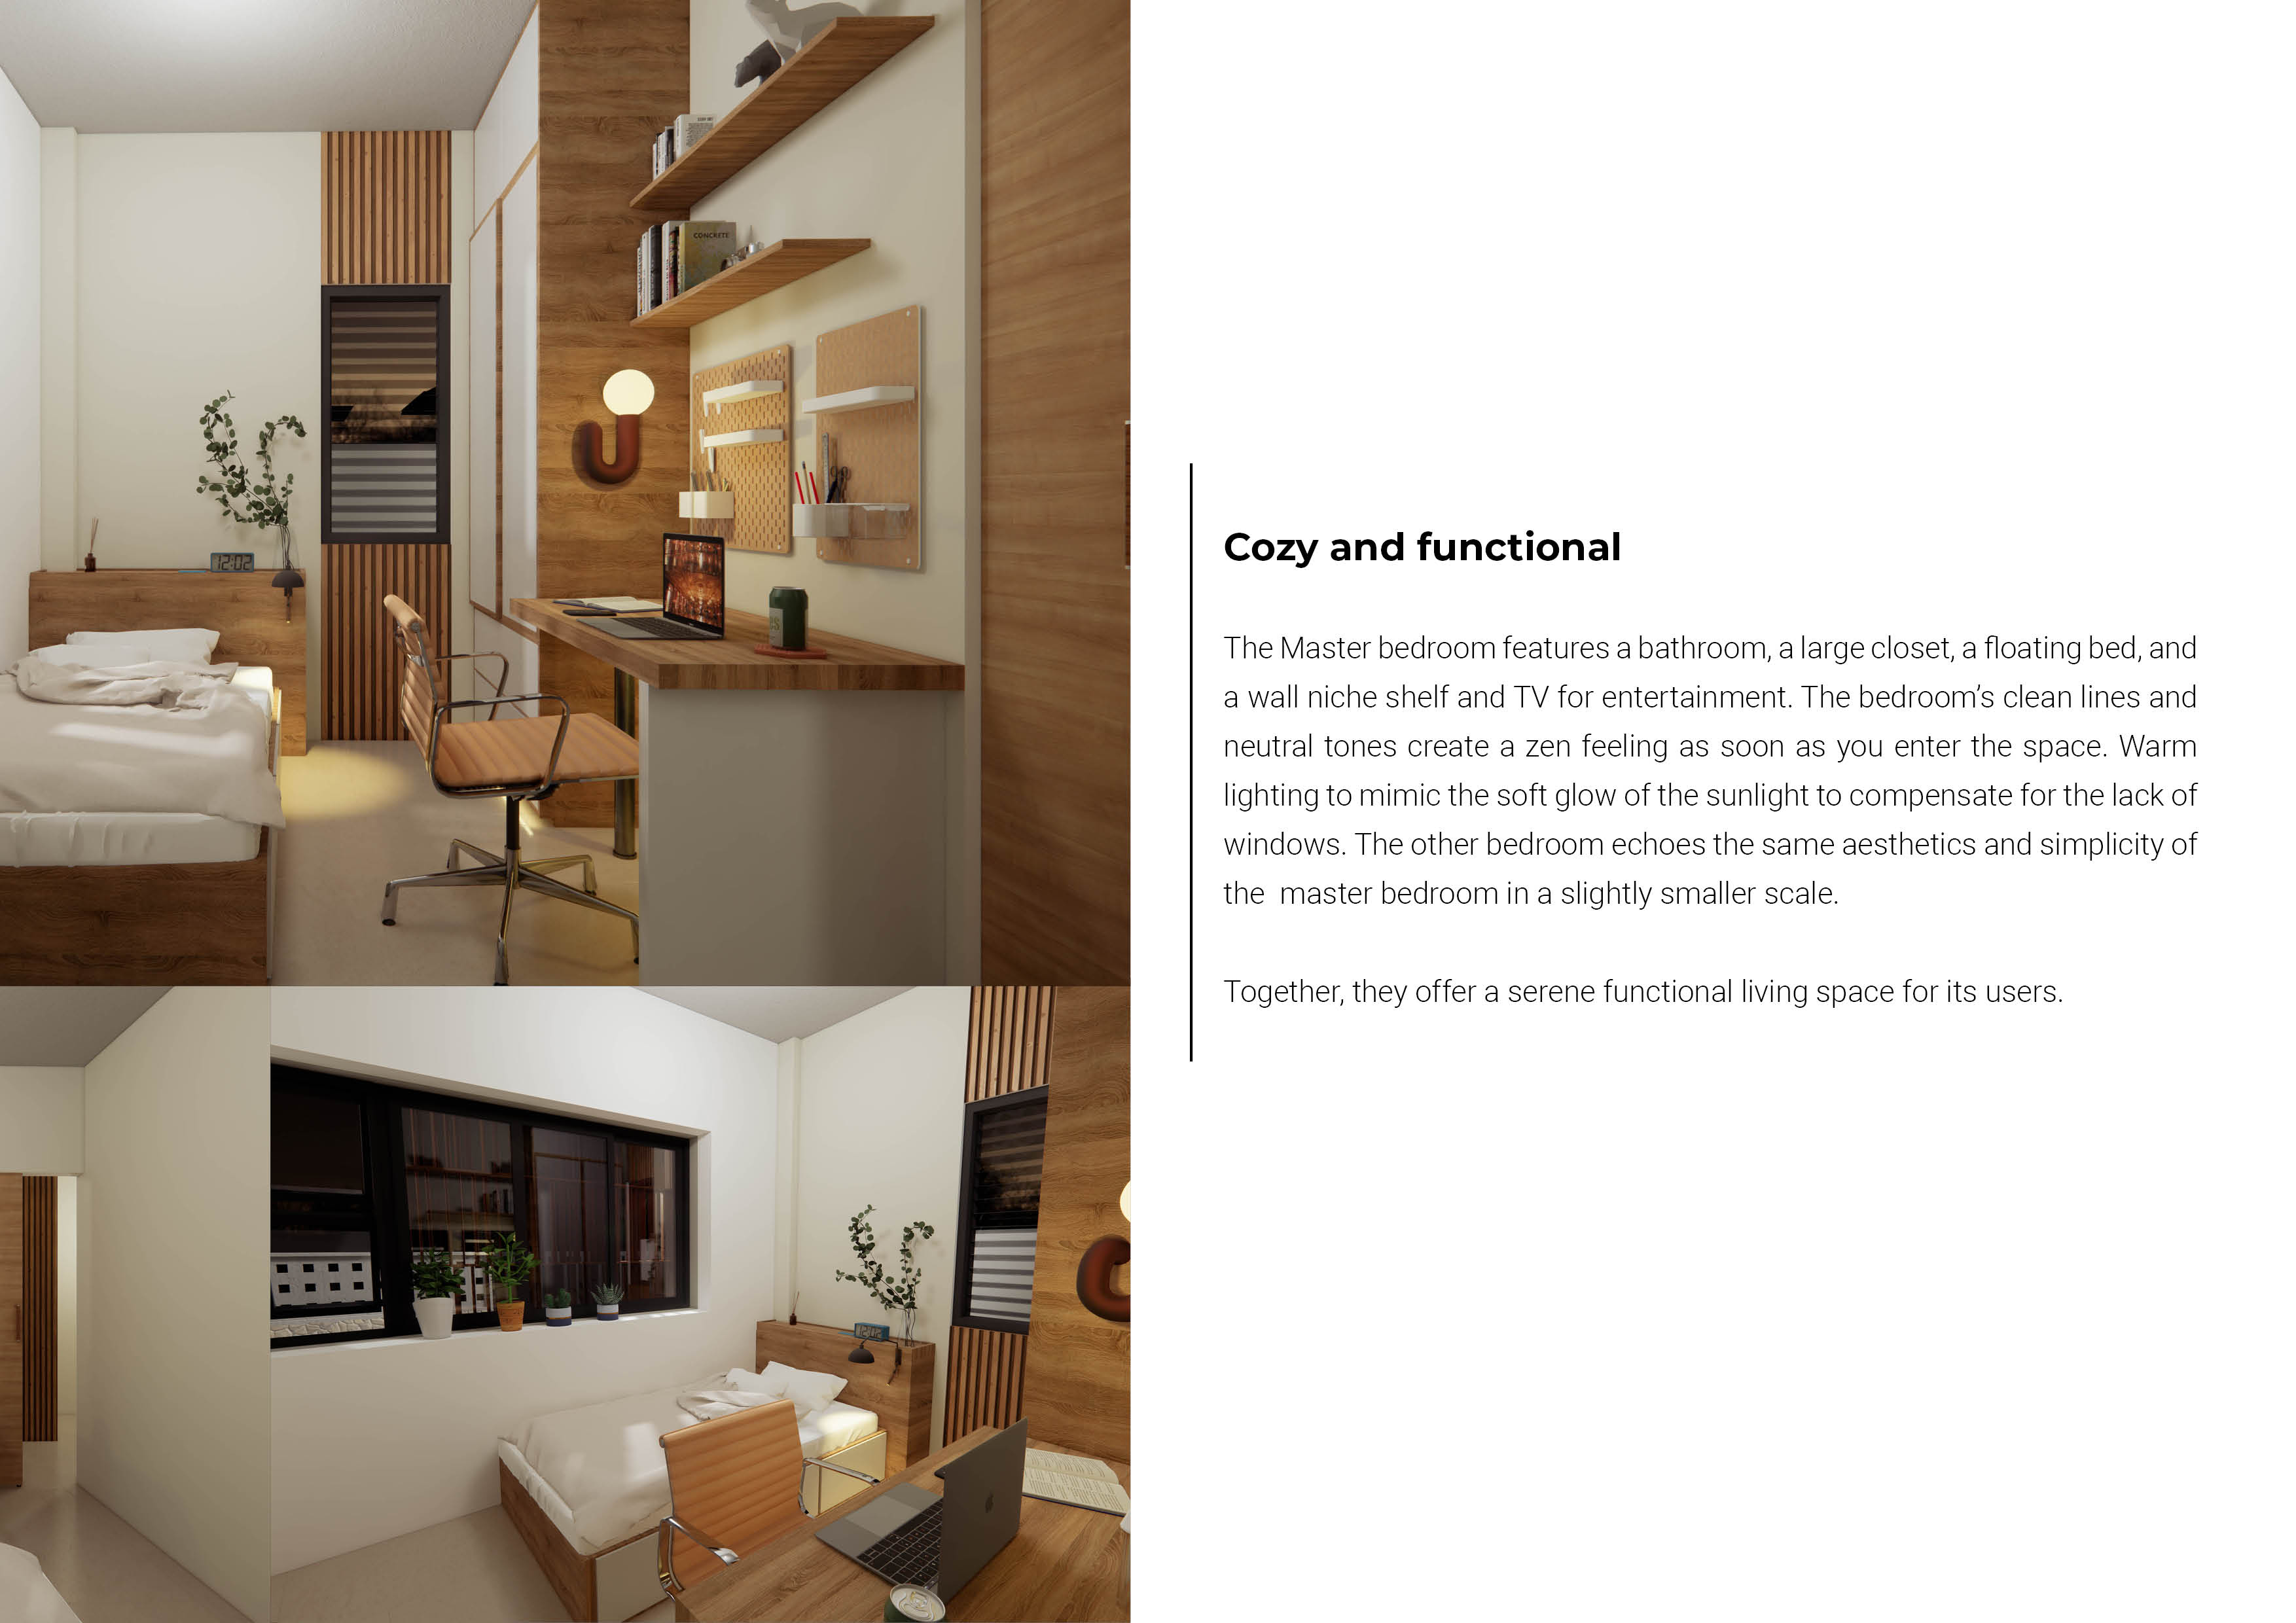 CONCRETE
12:02
Cozy and functional
The Master bedroom features a bathroom, a large closet, a floating bed, and
a wall niche shelf and TV for entertainment. The bedroom’s clean lines and
neutral tones create a zen feeling as soon as you enter the space. Warm
lighting to mimic the soft glow of the sunlight to compensate for the lack of
windows. The other bedroom echoes the same aesthetics and simplicity of
the  master bedroom in a slightly smaller scale.
Together, they offer a serene functional living space for its users.
12:02